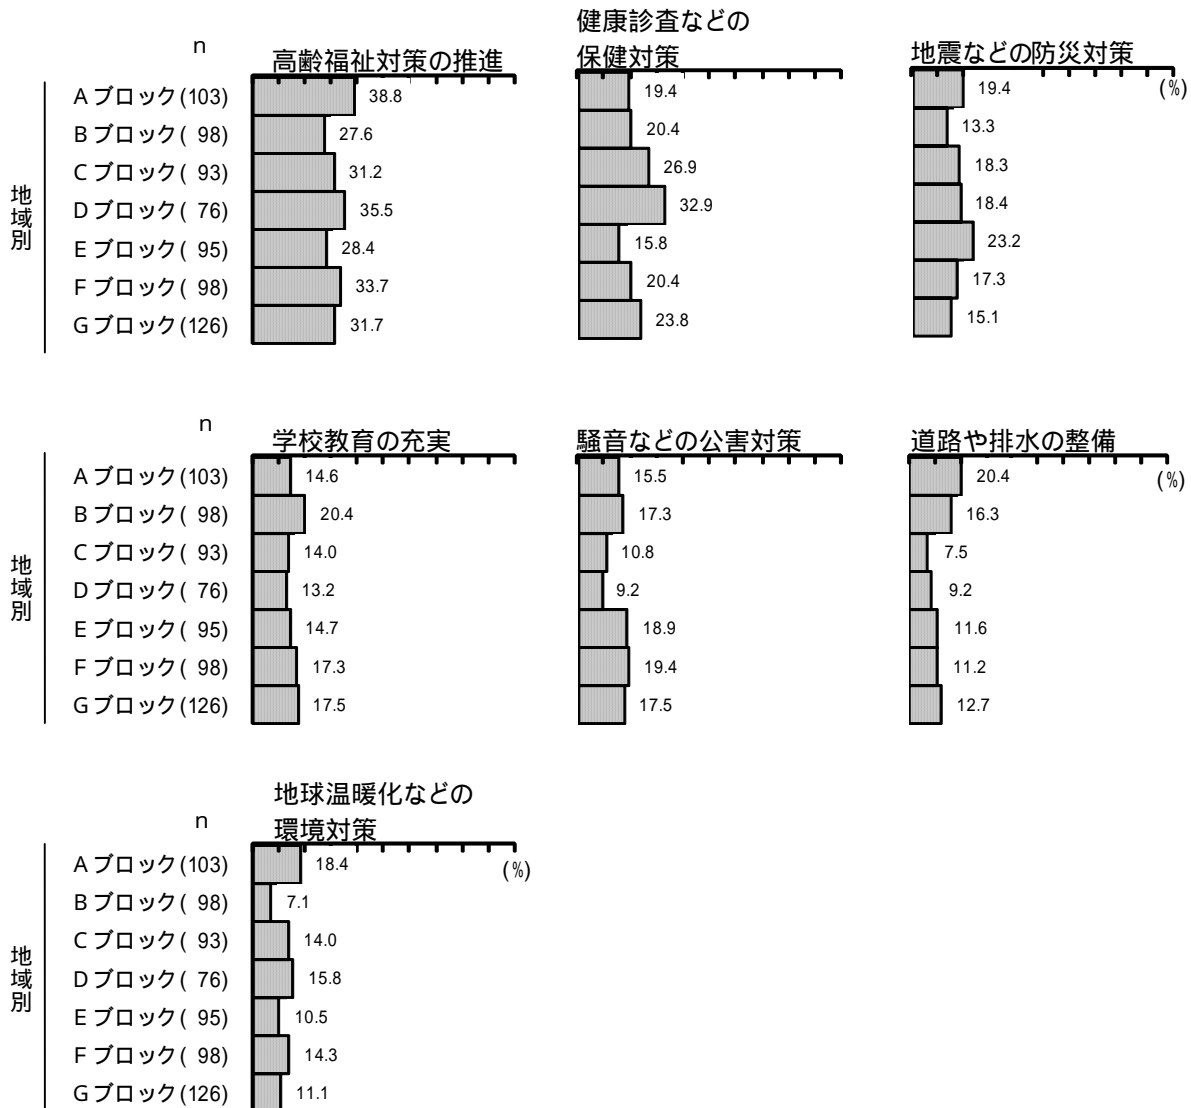 健康診査などの
n
高齢福祉対策の推進 保健対策 地震などの防災対策
(%)
地域別
Aブロック(103) 38.8 19.4 19.4
Bブロック( 98) 27.6 20.4 13.3
Cブロック( 93) 31.2 26.9 18.3
Dブロック( 76) 35.5 32.9 18.4
Eブロック( 95) 28.4 15.8 23.2
Fブロック( 98) 33.7 20.4 17.3
Gブロック(126) 31.7 23.8 15.1
n
学校教育の充実 騒音などの公害対策 道路や排水の整備
(%)
地域別
Aブロック(103) 14.6 15.5 20.4
Bブロック( 98) 20.4 17.3 16.3
Cブロック( 93) 14.0 10.8 7.5
Dブロック( 76) 13.2 9.2 9.2
Eブロック( 95) 14.7 18.9 11.6
Fブロック( 98) 17.3 19.4 11.2
Gブロック(126) 17.5 17.5 12.7
地球温暖化などの
n
環境対策
(%)
地域別
Aブロック(103) 18.4
Bブロック( 98) 7.1
Cブロック( 93) 14.0
Dブロック( 76) 15.8
Eブロック( 95) 10.5
Fブロック( 98) 14.3
Gブロック(126) 11.1